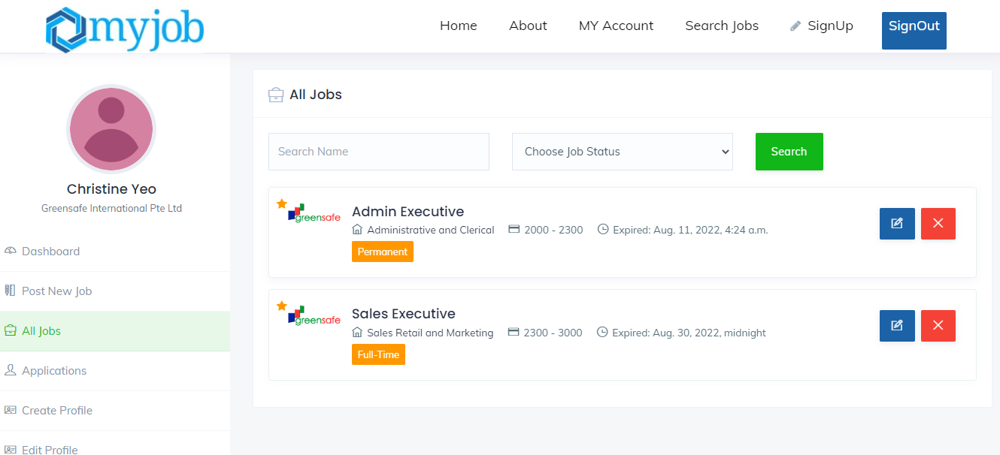 myjob
Home About MY Account Search Jobs SignUp SignOut
Christine Yeo
Greensafe International Pte Ltd
Dashboard
Post New Job
All Jobs
Applications
Create Profile
Edit Profile
All Jobs
Search Name Choose Job Status Search
greensafe
Admin Executive
Administrative and Clerical 2000 - 2300 Expired: Aug. 11, 2022, 4:24 a.m.
Permanent
greensafe
Sales Executive
Sales Retail and Marketing 2300 - 3000 Expired: Aug. 30, 2022, midnight
Full-Time